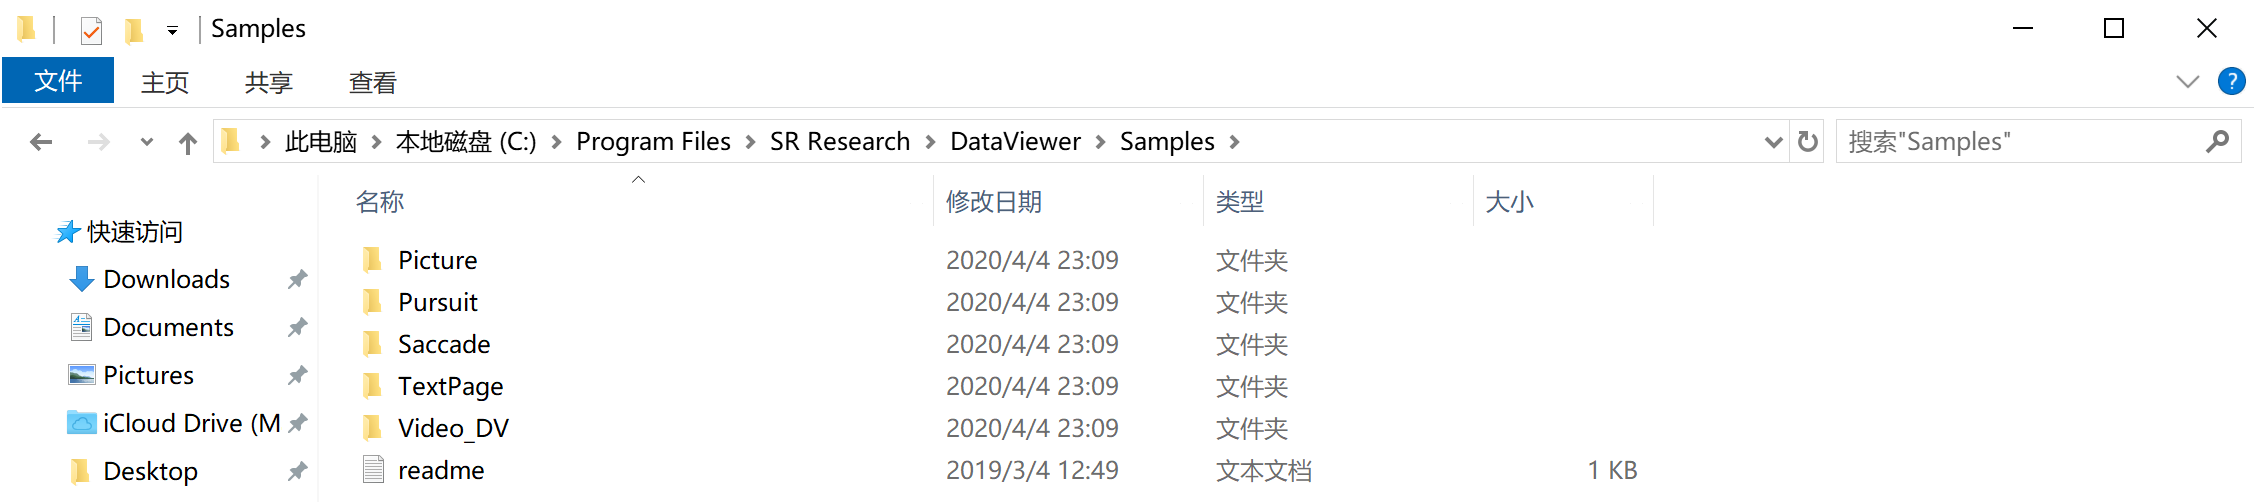 Samples
文件 主页 共享 查看 ?
此电脑 本地磁盘 (C:) Program Files SR Research DataViewer Samples 搜索"Samples"
名称 修改日期 类型 大小
快速访问
Downloads
Documents
Pictures
iCloud Drive (M
Desktop
Picture 2020/4/4 23:09 文件夹
Pursuit 2020/4/4 23:09 文件夹
Saccade 2020/4/4 23:09 文件夹
TextPage 2020/4/4 23:09 文件夹
Video_DV 2020/4/4 23:09 文件夹
readme 2019/3/4 12:49 文本文档 1 KB